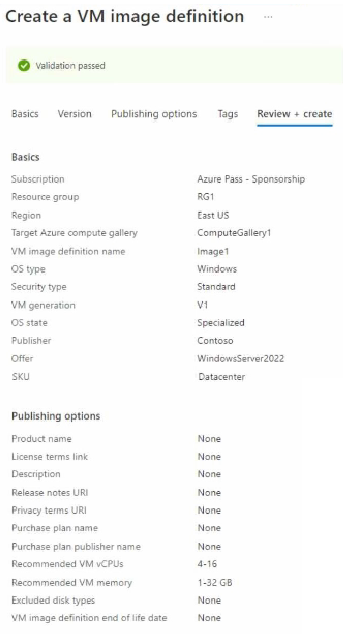 Create a VM image definition ...
Validation passed
Basics Version Publishing options Tags Review + create
Basics
Subscription Azure Pass - Sponsorship
Resource group RG1
Region East US
Target Azure compute gallery ComputeGallery1
VM image definition name Image1
OS type Windows
Security type Standard
VM generation V1
OS state Specialized
Publisher Contoso
Offer WindowsServer2022
SKU Datacenter
Publishing options
Product name None
License terms link None
Description None
Release notes URI None
Privacy terms URI None
Purchase plan name None
Purchase plan publisher name None
Recommended VM vCPUs 4-16
Recommended VM memory 1-32 GB
Excluded disk types None
VM image definition end of life date None